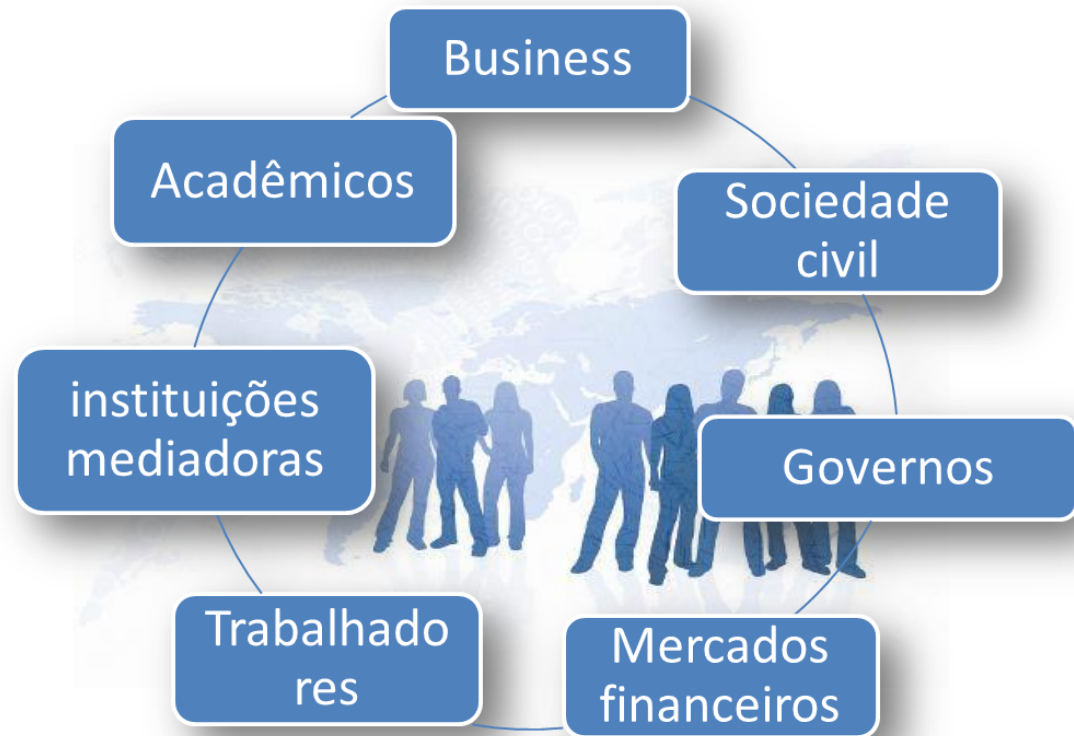 Business
Acadêmicos
Sociedade
civil
instituições
mediadoras
Governos
Trabalhado
res
Mercados
financeiros